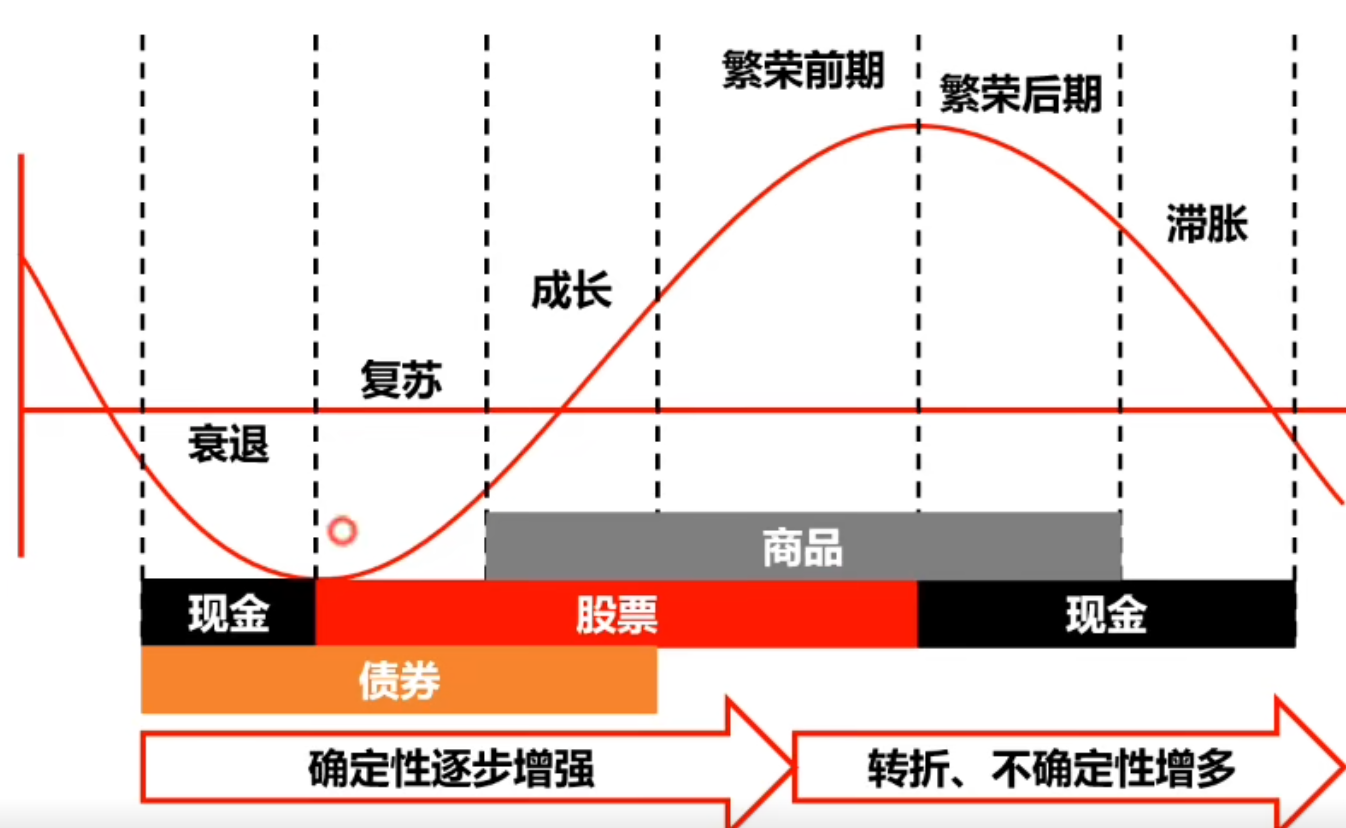 繁荣前期
繁荣后期
滞胀
成长
复苏
衰退
商品
现金
股票
现金
债券
确定性逐步增强
转折、不确定性增多